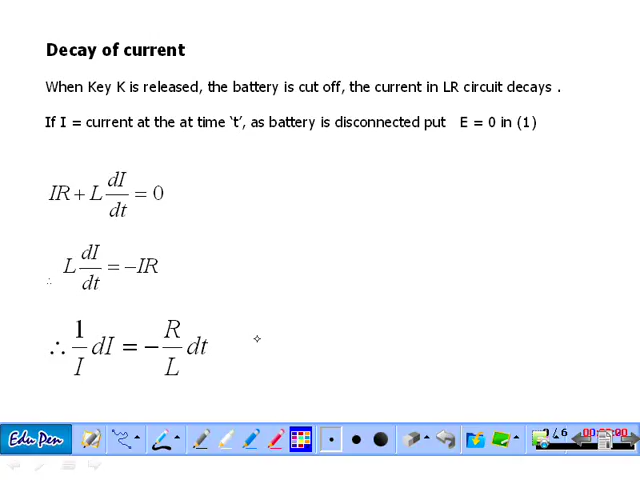 Decay of current
When Key K is released, the battery is cut off, the current in LR circuit decays .
If I = current at the at time ‘t’, as battery is disconnected put E = 0 in (1)
IR + L dI/dt = 0
∴ L dI/dt = −IR
∴ 1/I dI = − R/L dt
Edu Pen